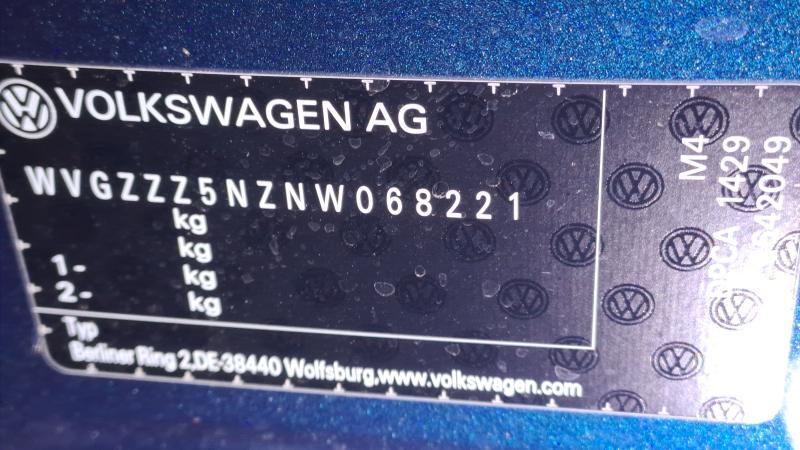 VOLKSWAGEN AG
WVGZZZ5NZNW068221
kg
kg
1- kg
2- kg
Typ
Berliner Ring 2,DE-38440 Wolfsburg,www.volkswagen.com
M4
1429